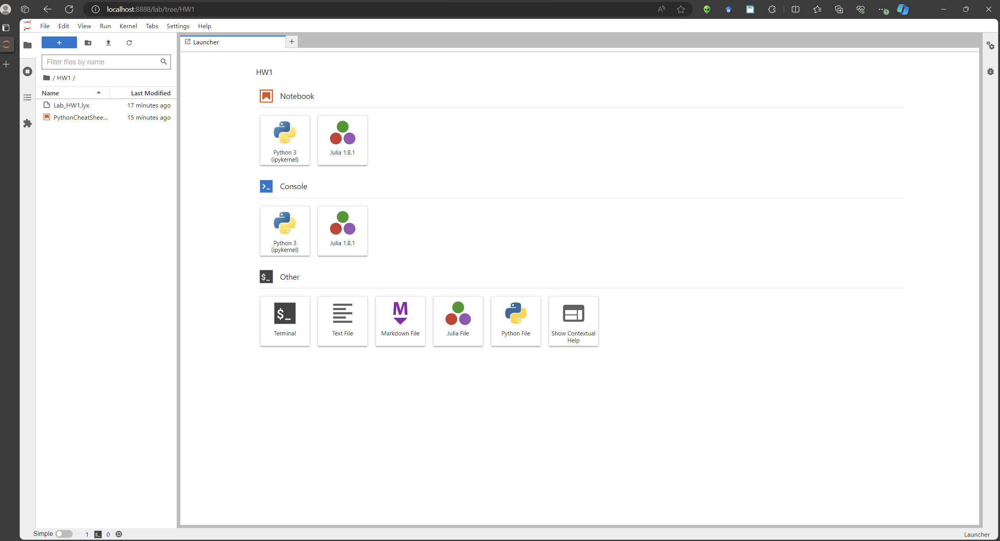 localhost:8888/lab/tree/HW1
File Edit View Run Kernel Tabs Settings Help
Launcher
Filter files by name
/ HW1 /
Name Last Modified
Lab_HW1.lyx 17 minutes ago
PythonCheatShee... 15 minutes ago
HW1
Notebook
Python 3
(ipykernel)
Julia 1.8.1
Console
Python 3
(ipykernel)
Julia 1.8.1
$_ Other
$_
Terminal
Text File
M
Markdown File
Julia File
Python File
Show Contextual
Help
Simple 1 $_ 0
Launcher